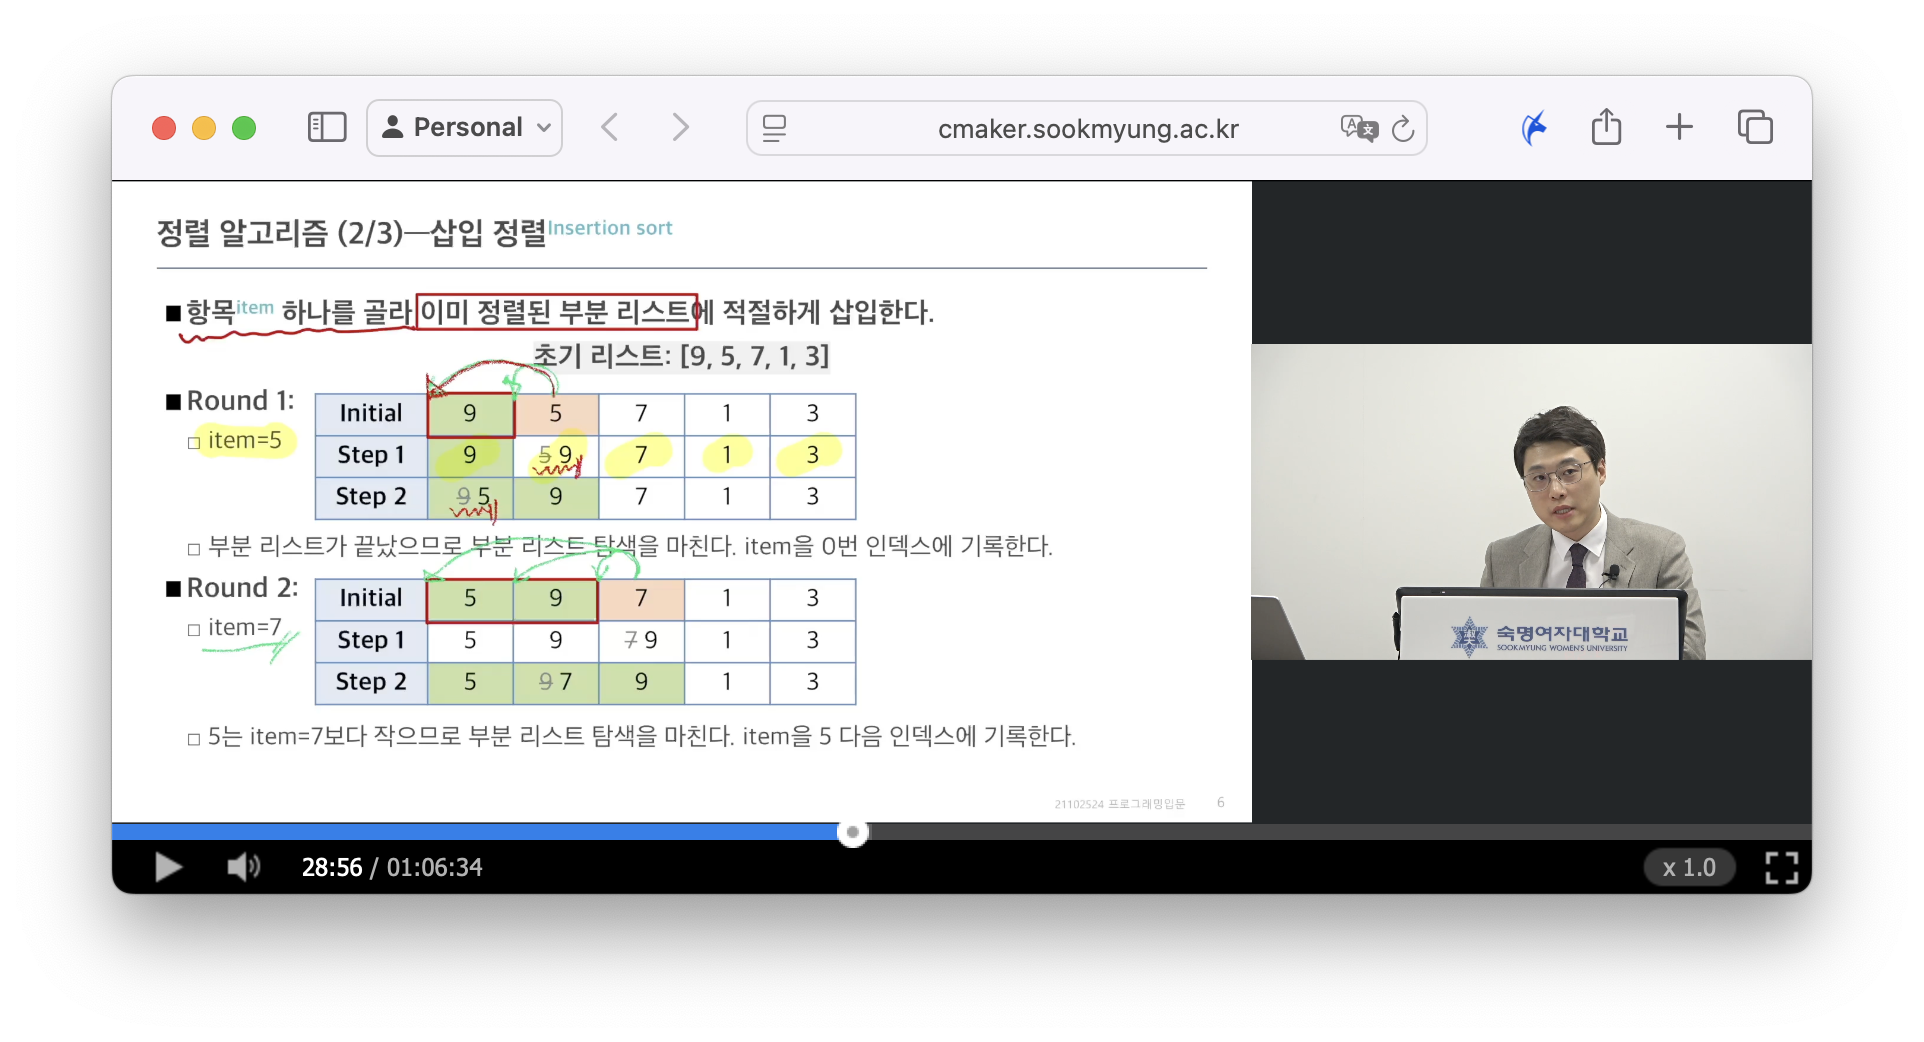 Personal
cmaker.sookmyung.ac.kr
정렬 알고리즘 (2/3)—삽입 정렬Insertion sort
■ 항목item 하나를 골라 이미 정렬된 부분 리스트에 적절하게 삽입한다.
초기 리스트: [9, 5, 7, 1, 3]
■ Round 1:
□ item=5
Initial 9 5 7 1 3
Step 1 9 5 9 7 1 3
Step 2 9 5 9 7 1 3
□ 부분 리스트가 끝났으므로 부분 리스트 탐색을 마친다. item을 0번 인덱스에 기록한다.
■ Round 2:
□ item=7
Initial 5 9 7 1 3
Step 1 5 9 7 9 1 3
Step 2 5 9 7 9 1 3
□ 5는 item=7보다 작으므로 부분 리스트 탐색을 마친다. item을 5 다음 인덱스에 기록한다.
21102524 프로그래밍입문 6
숙명여자대학교
SOOKMYUNG WOMEN'S UNIVERSITY
28:56 / 01:06:34
x 1.0